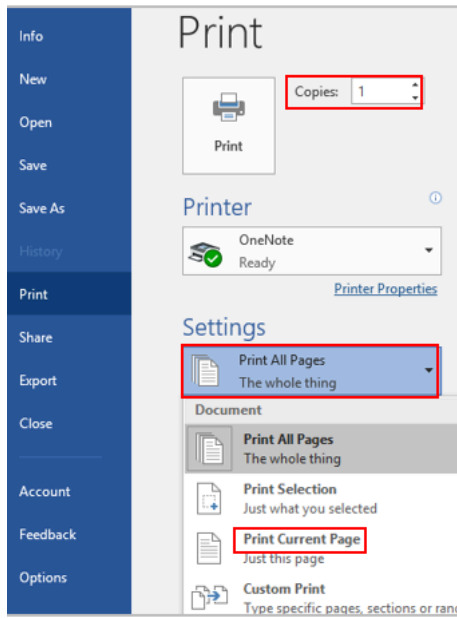 Info
New
Open
Save
Save As
History
Print
Share
Export
Close
Account
Feedback
Options
Print
Copies: 1
Print
Printer
OneNote
Ready
Printer Properties
Settings
Print All Pages
The whole thing
Document
Print All Pages
The whole thing
Print Selection
Just what you selected
Print Current Page
Just this page
Custom Print
Type specific pages, sections or